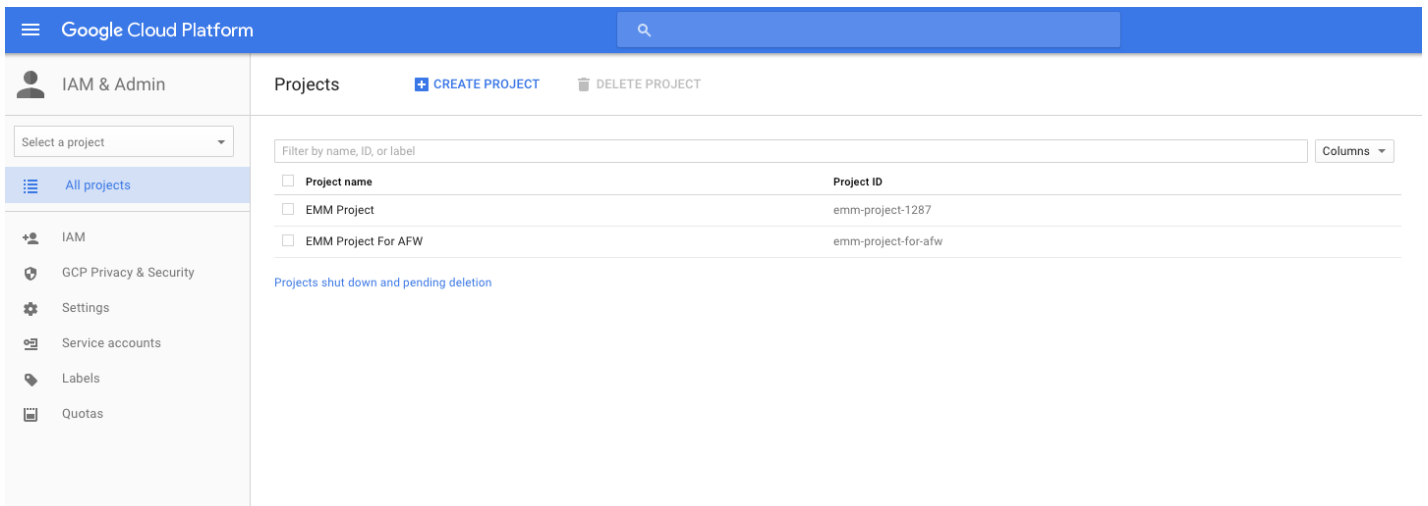 Google Cloud Platform
IAM & Admin
Projects CREATE PROJECT DELETE PROJECT
Select a project
All projects
IAM
GCP Privacy & Security
Settings
Service accounts
Labels
Quotas
Filter by name, ID, or label Columns
Project name Project ID
EMM Project emm-project-1287
EMM Project For AFW emm-project-for-afw
Projects shut down and pending deletion